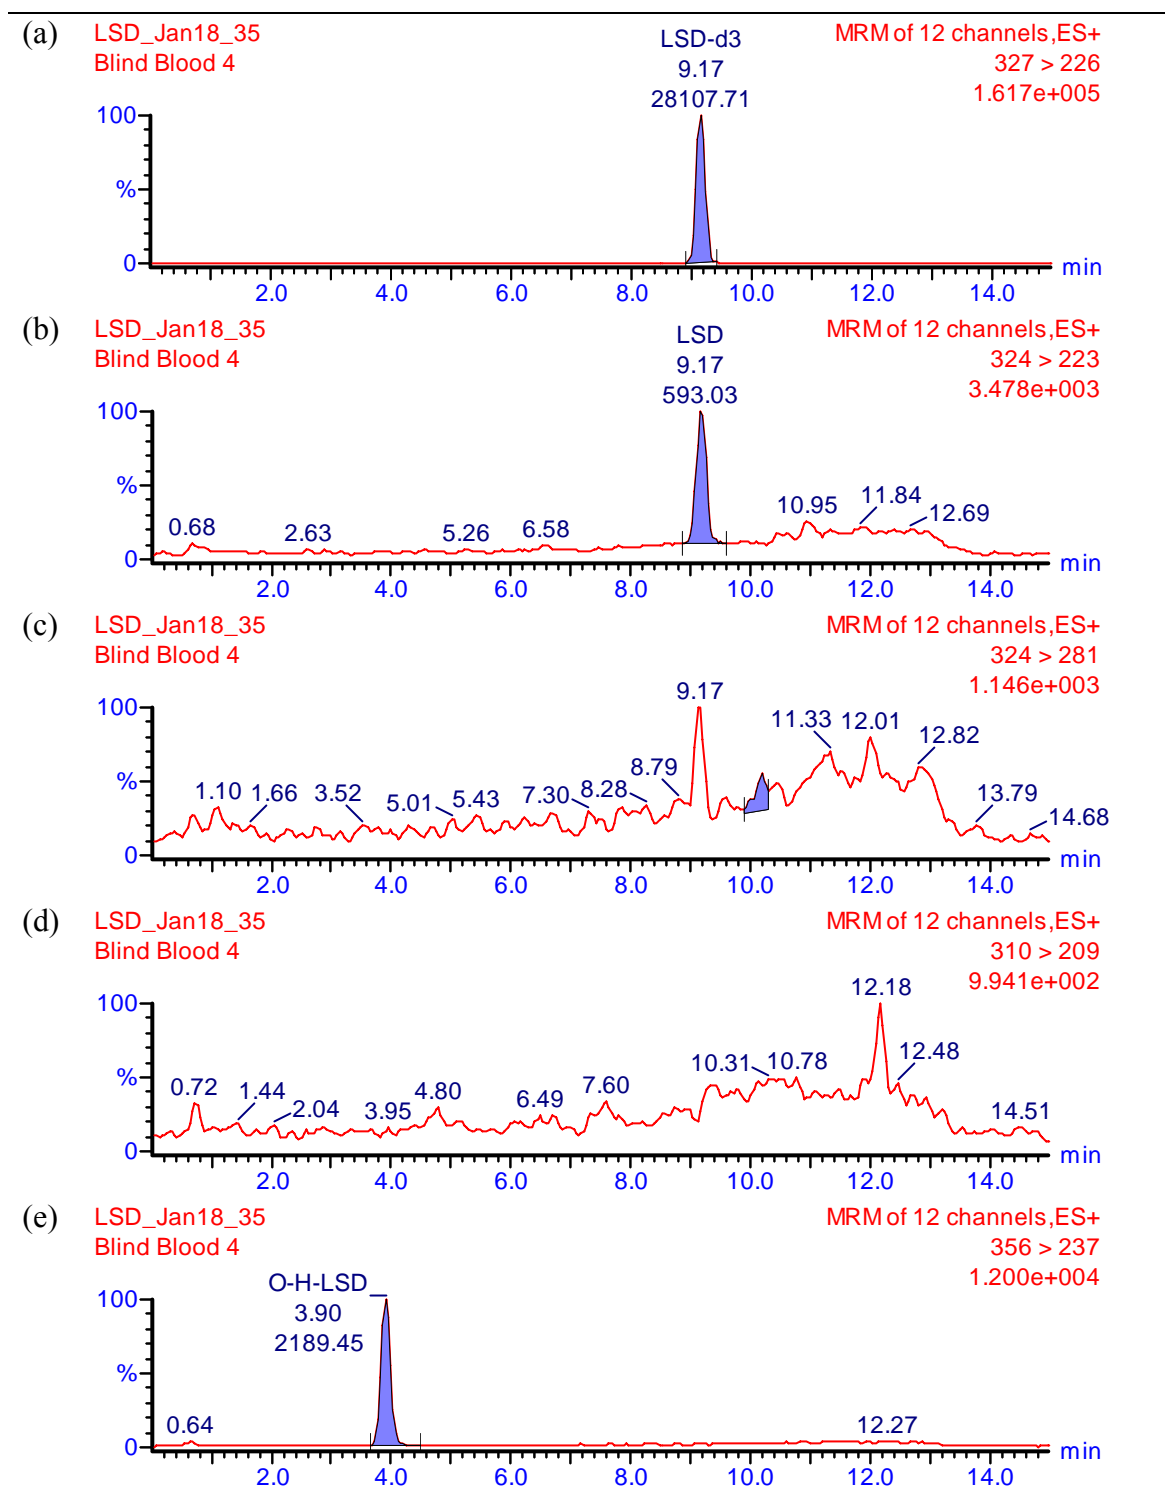 (a)
LSD_Jan18_35
Blind Blood 4
MRM of 12 channels,ES+
327 > 226
1.617e+005
LSD-d3
9.17
28107.71
100
%
0
2.0 4.0 6.0 8.0 10.0 12.0 14.0
min
(b)
LSD_Jan18_35
Blind Blood 4
MRM of 12 channels,ES+
324 > 223
3.478e+003
LSD
9.17
593.03
100
%
0
0.68 2.63 5.26 6.58 10.95 11.84 12.69
2.0 4.0 6.0 8.0 10.0 12.0 14.0
min
(c)
LSD_Jan18_35
Blind Blood 4
MRM of 12 channels,ES+
324 > 281
1.146e+003
100
%
0
1.10 1.66 3.52 5.01 5.43 7.30 8.28 8.79 9.17 11.33 12.01 12.82 13.79 14.68
2.0 4.0 6.0 8.0 10.0 12.0 14.0
min
(d)
LSD_Jan18_35
Blind Blood 4
MRM of 12 channels,ES+
310 > 209
9.941e+002
100
%
0
0.72 1.44 2.04 3.95 4.80 6.49 7.60 10.31 10.78 12.18 12.48 14.51
2.0 4.0 6.0 8.0 10.0 12.0 14.0
min
(e)
LSD_Jan18_35
Blind Blood 4
MRM of 12 channels,ES+
356 > 237
1.200e+004
O-H-LSD
3.90
2189.45
100
%
0
0.64 12.27
2.0 4.0 6.0 8.0 10.0 12.0 14.0
min